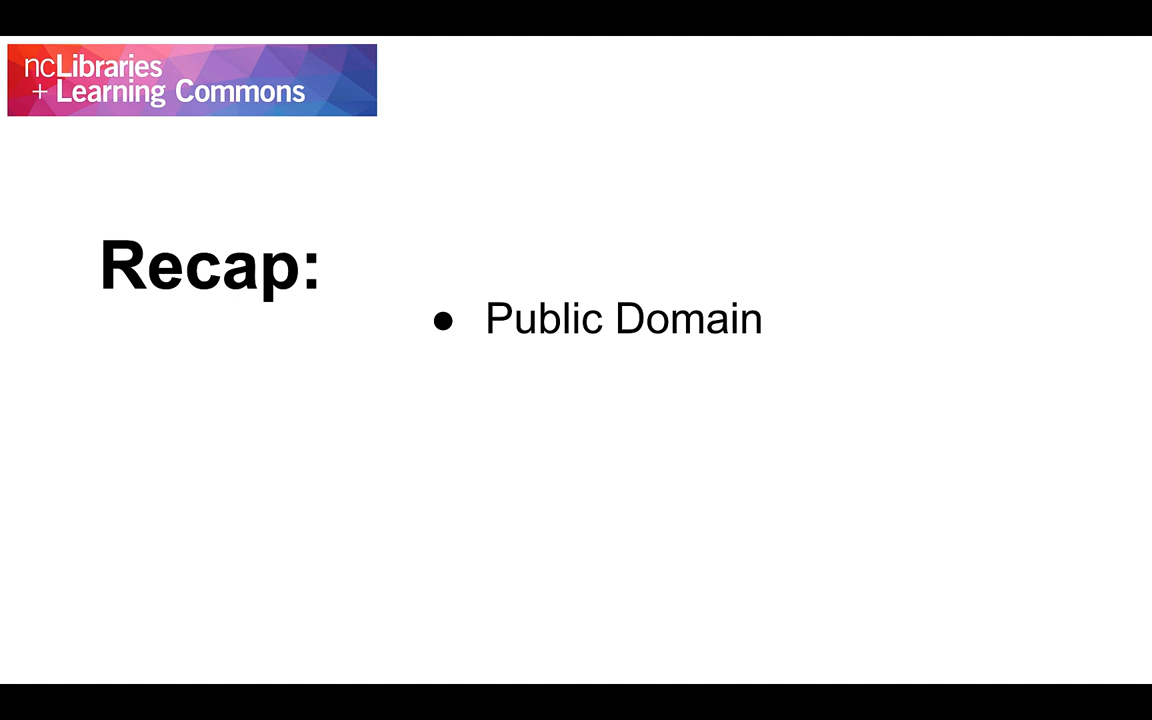 ncLibraries
+ Learning Commons
Recap:
● Public Domain